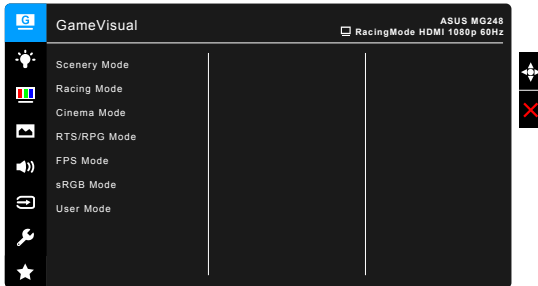 G
GameVisual
ASUS MG248
RacingMode HDMI 1080p 60Hz
Scenery Mode
Racing Mode
Cinema Mode
RTS/RPG Mode
FPS Mode
sRGB Mode
User Mode